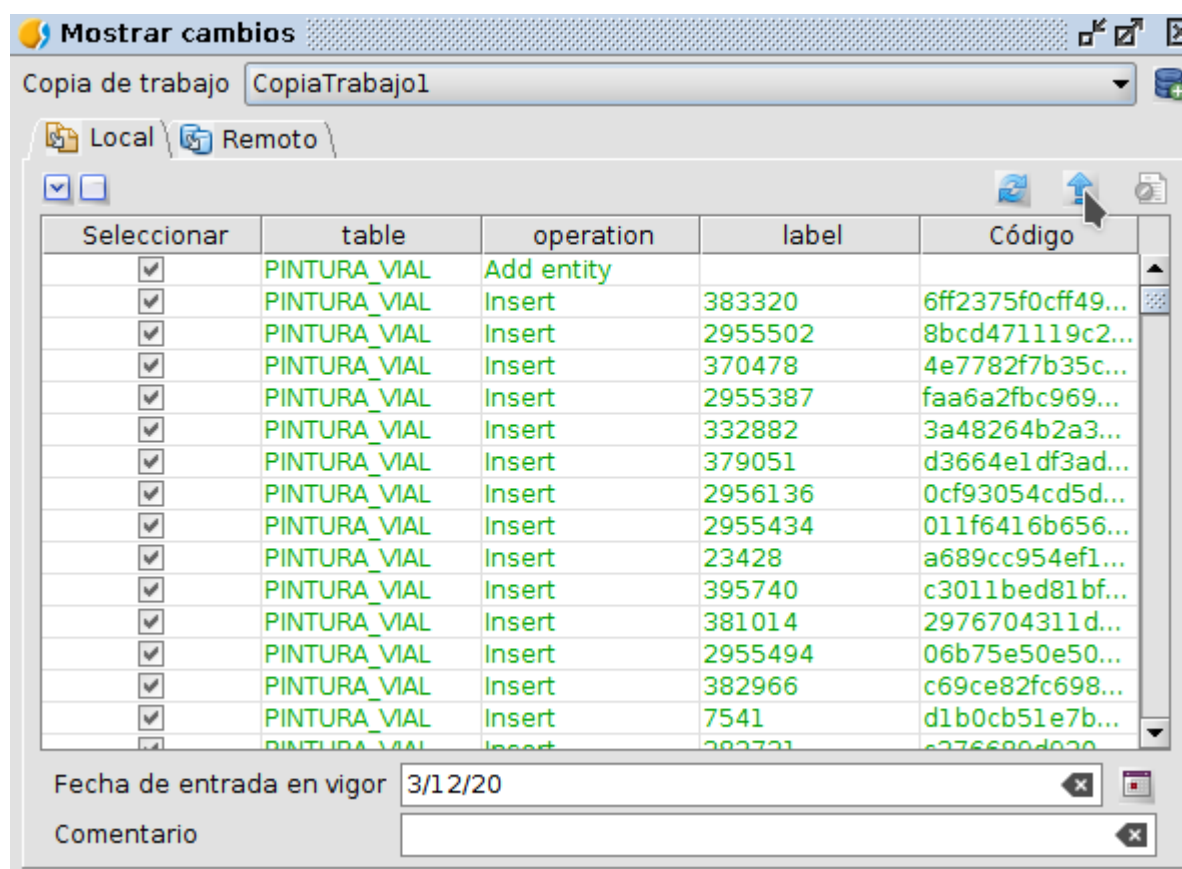 Mostrar cambios
Copia de trabajo CopiaTrabajo1
Local Remoto
Seleccionar table operation label Código
PINTURA_VIAL Add entity
PINTURA_VIAL Insert 383320 6ff2375f0cff49...
PINTURA_VIAL Insert 2955502 8bcd471119c2...
PINTURA_VIAL Insert 370478 4e7782f7b35c...
PINTURA_VIAL Insert 2955387 faa6a2fbc969...
PINTURA_VIAL Insert 332882 3a48264b2a3...
PINTURA_VIAL Insert 379051 d3664e1df3ad...
PINTURA_VIAL Insert 2956136 0cf93054cd5d...
PINTURA_VIAL Insert 2955434 011f6416b656...
PINTURA_VIAL Insert 23428 a689cc954ef1...
PINTURA_VIAL Insert 395740 c3011bed81bf...
PINTURA_VIAL Insert 381014 2976704311d...
PINTURA_VIAL Insert 2955494 06b75e50e50...
PINTURA_VIAL Insert 382966 c69ce82fc698...
PINTURA_VIAL Insert 7541 d1b0cb51e7b...
PINTURA_VIAL Insert
Fecha de entrada en vigor 3/12/20
Comentario